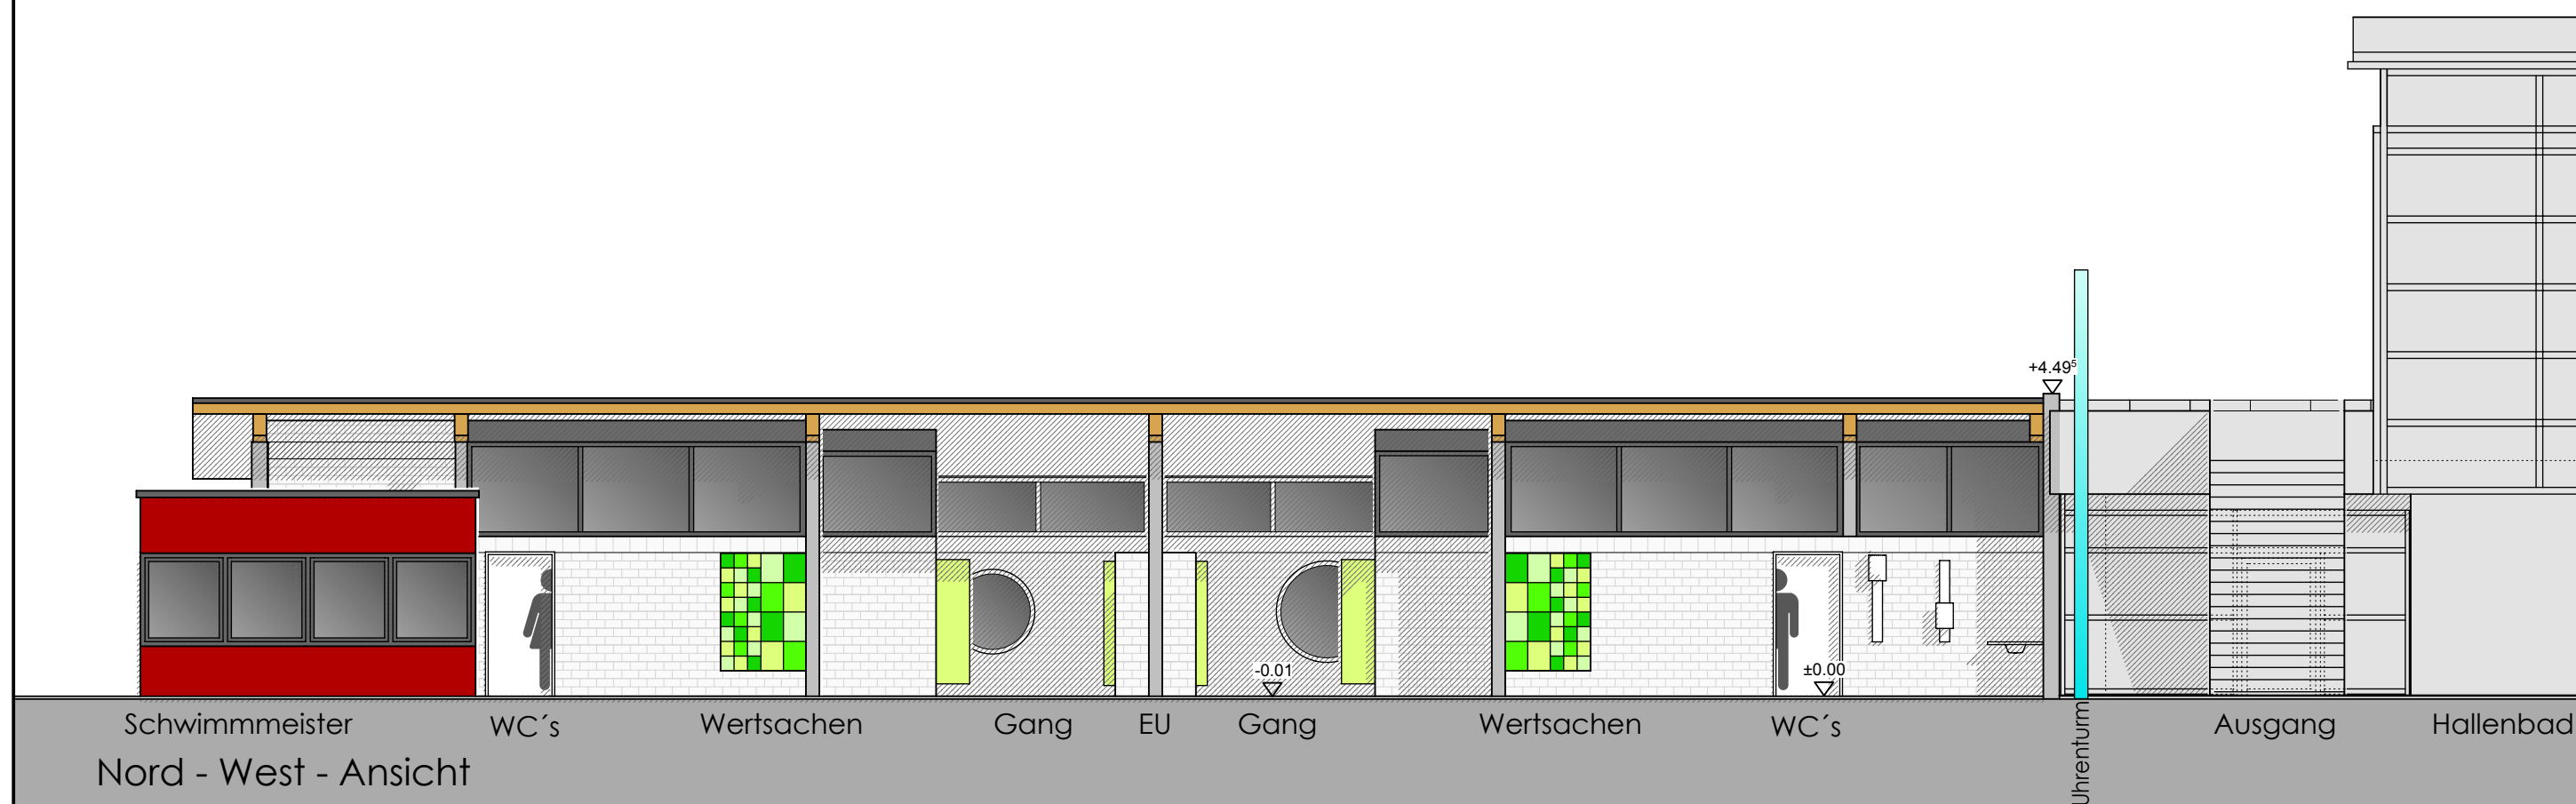 +4.49⁵
-0.01
±0.00
Schwimmmeister
WC´s
Wertsachen
Gang
EU
Gang
Wertsachen
WC´s
Uhrenturm
Ausgang
Hallenbad
Nord - West - Ansicht